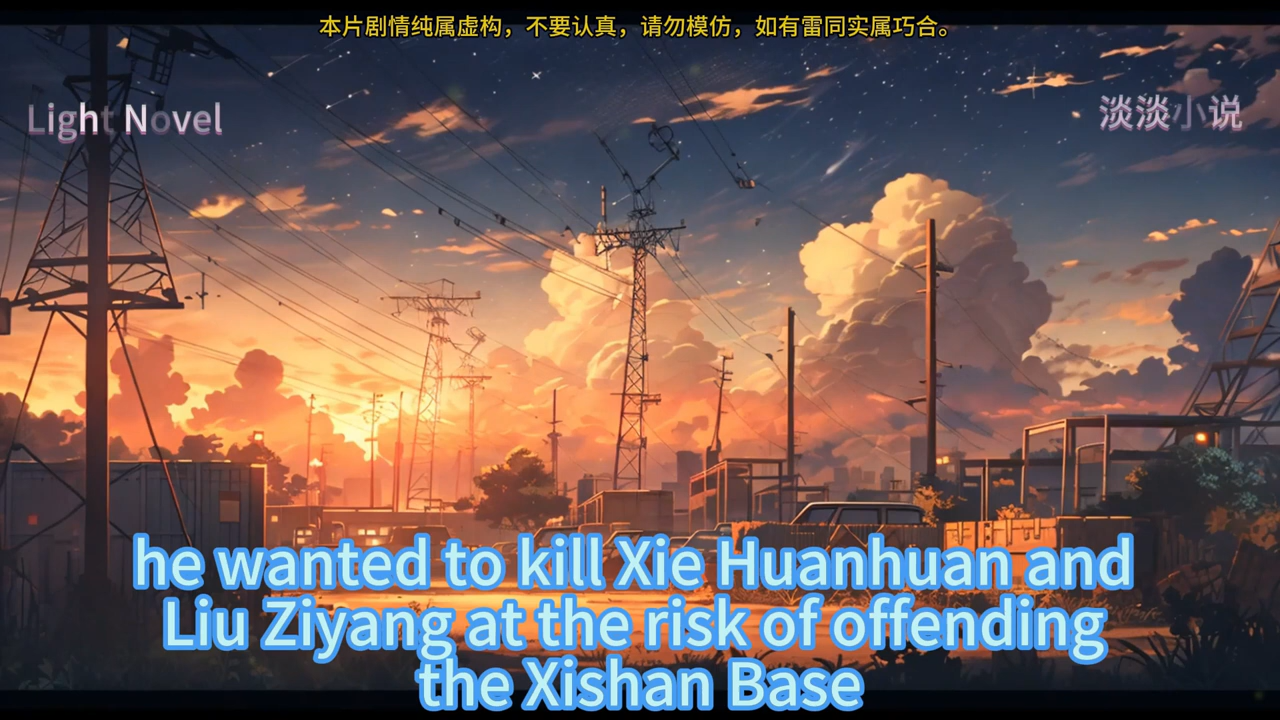 本片剧情纯属虚构，不要认真，请勿模仿，如有雷同实属巧合。
Light Novel
淡淡小说
he wanted to kill Xie Huanhuan and
Liu Ziyang at the risk of offending
the Xishan Base